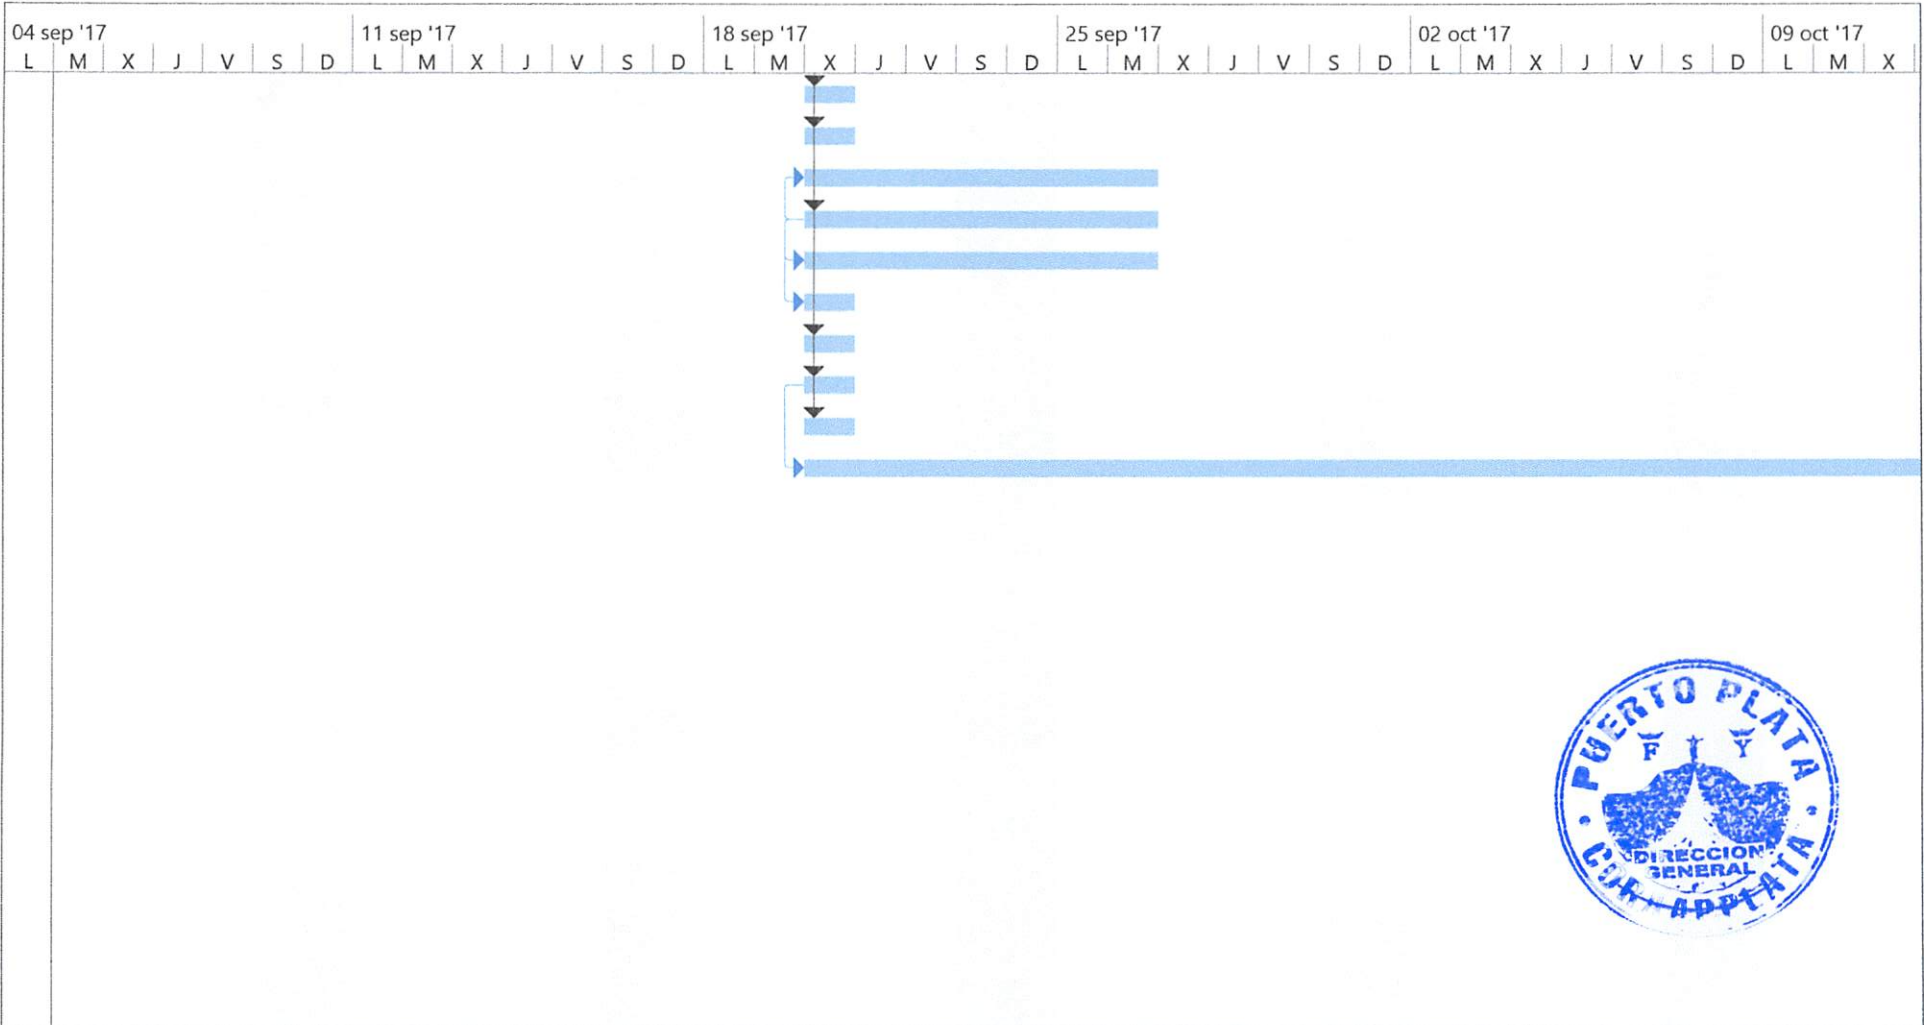 04 sep '17 11 sep '17 18 sep '17 25 sep '17 02 oct '17 09 oct '17
L M X J V S D L M X J V S D L M X J V S D L M X J V S D L M X J V S D L M X
PUERTO PLATA
F Y
DIRECCION
GENERAL
CORAAPPLATA